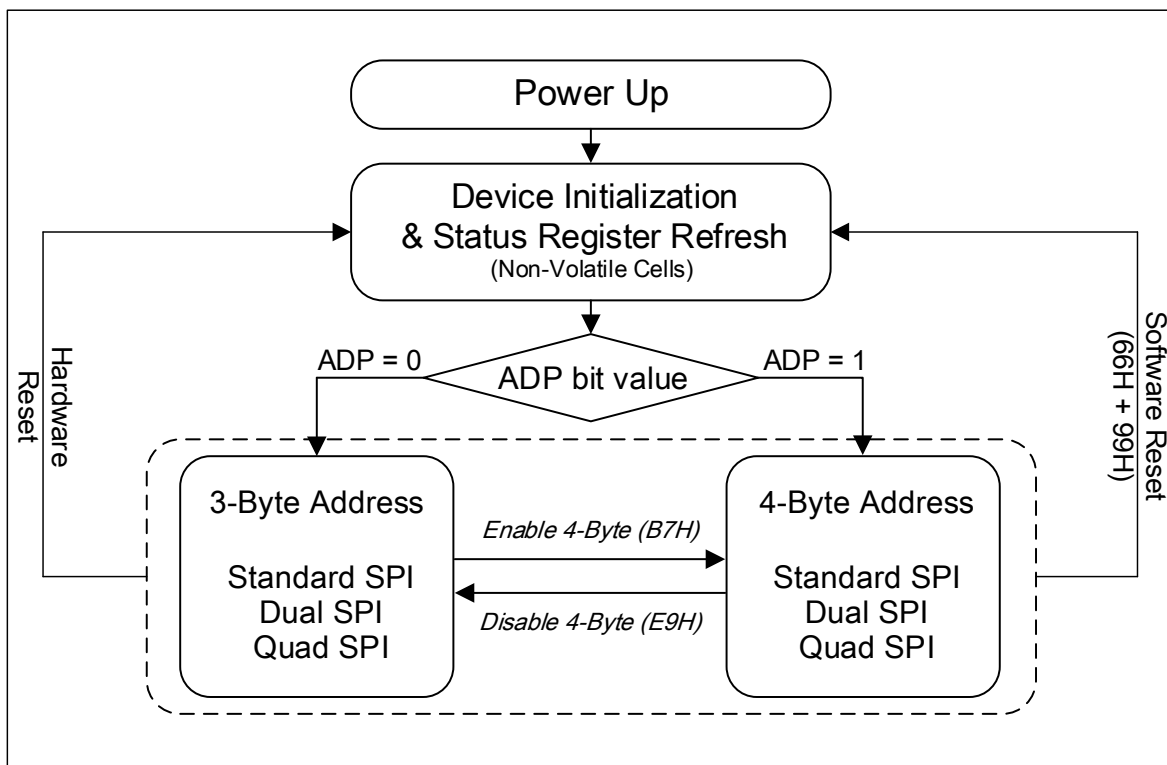 Power Up
Device Initialization
& Status Register Refresh
(Non-Volatile Cells)
Hardware
Reset
Software Reset
(66H + 99H)
ADP = 0
ADP bit value
ADP = 1
3-Byte Address
Standard SPI
Dual SPI
Quad SPI
Enable 4-Byte (B7H)
Disable 4-Byte (E9H)
4-Byte Address
Standard SPI
Dual SPI
Quad SPI